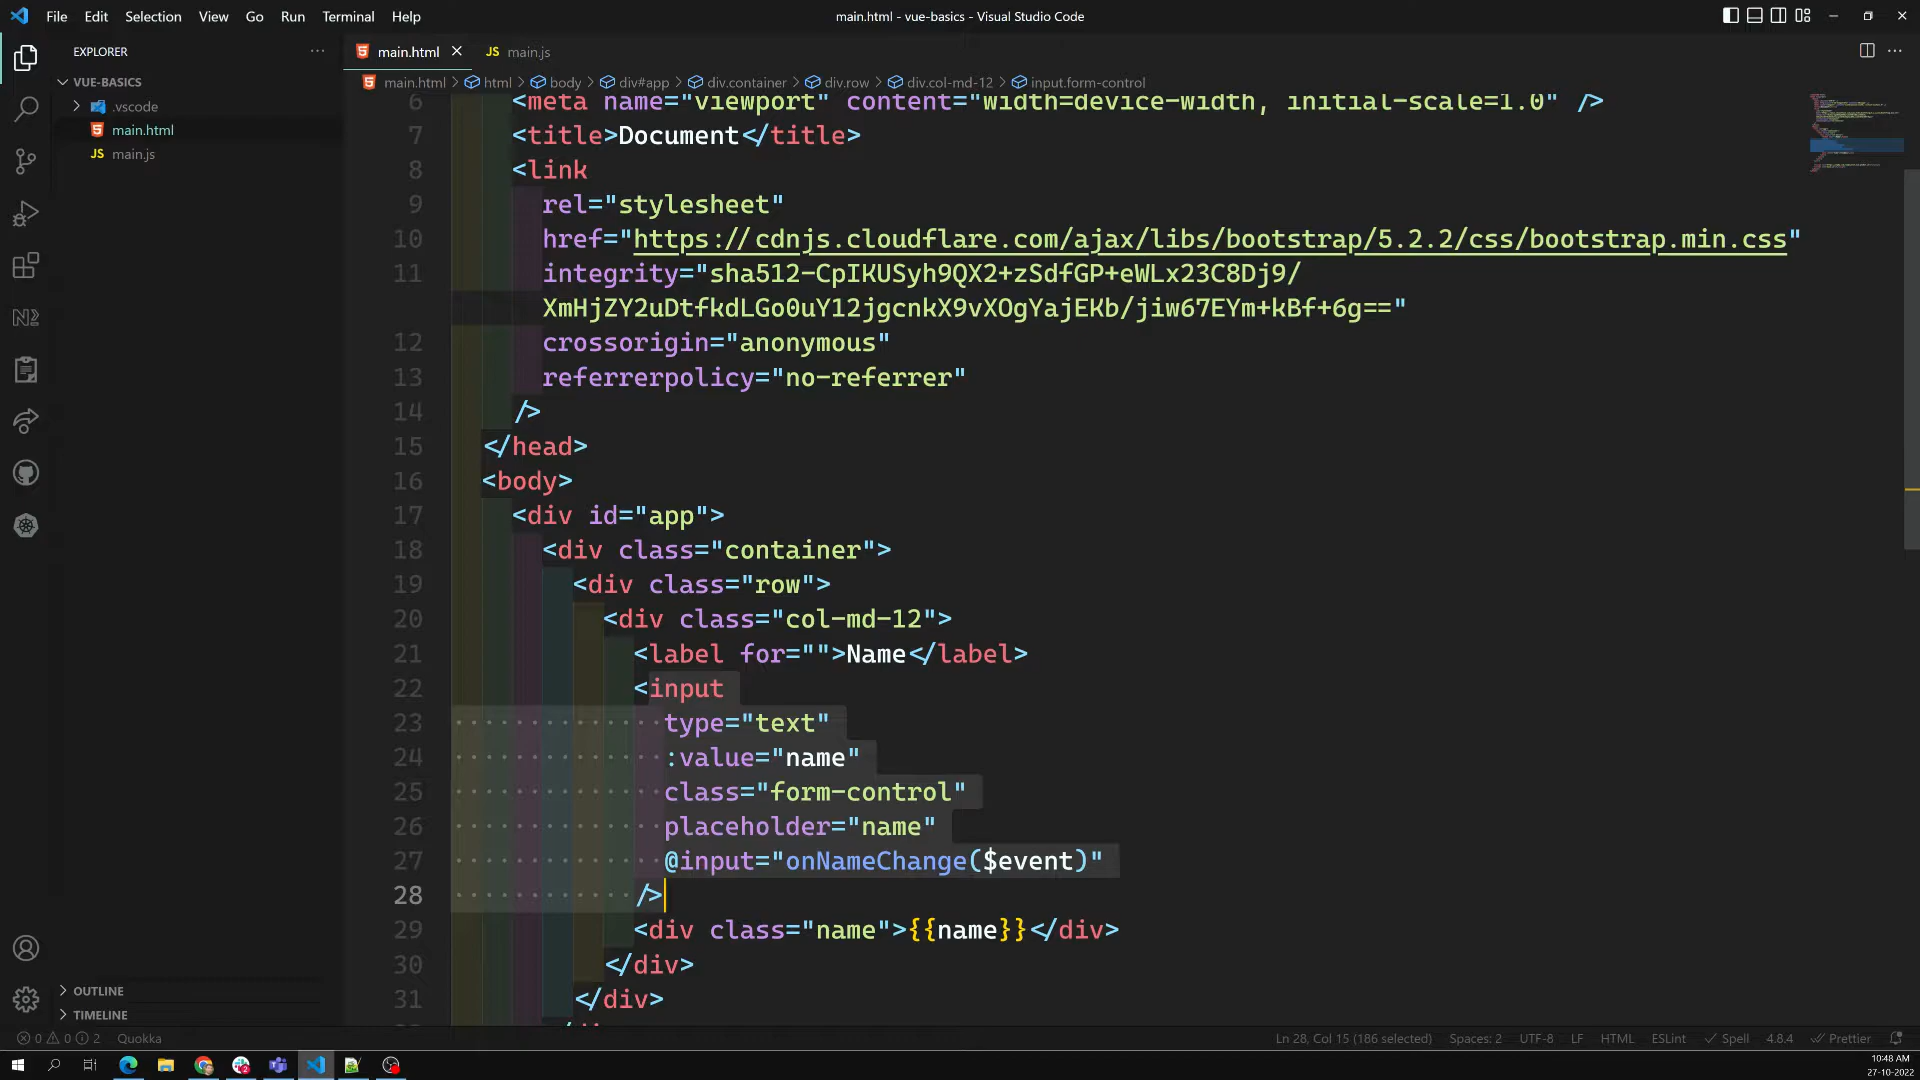 File Edit Selection View Go Run Terminal Help
main.html - vue-basics - Visual Studio Code
EXPLORER
VUE-BASICS
.vscode
main.html
JS main.js
OUTLINE
TIMELINE
main.html
JS main.js
main.html > html > body > div#app > div.container > div.row > div.col-md-12 > input.form-control
6 <meta name="viewport" content="width=device-width, initial-scale=1.0" />
7 <title>Document</title>
8 <link
9 rel="stylesheet"
10 href="https://cdnjs.cloudflare.com/ajax/libs/bootstrap/5.2.2/css/bootstrap.min.css"
11 integrity="sha512-CpIKUSyh9QX2+zSdfGP+eWLx23C8Dj9/
XmHjZY2uDtfkdLGo0uY12jgcnkX9vXOgYajEKb/jiw67EYm+kBf+6g=="
12 crossorigin="anonymous"
13 referrerpolicy="no-referrer"
14 />
15 </head>
16 <body>
17 <div id="app">
18 <div class="container">
19 <div class="row">
20 <div class="col-md-12">
21 <label for="">Name</label>
22 <input
23 type="text"
24 :value="name"
25 class="form-control"
26 placeholder="name"
27 @input="onNameChange($event)"
28 />
29 <div class="name">{{name}}</div>
30 </div>
31 </div>
0 0 2 Quokka
Ln 28, Col 15 (186 selected) Spaces: 2 UTF-8 LF HTML ESLint Spell 4.8.4 Prettier
10:48 AM
27-10-2022